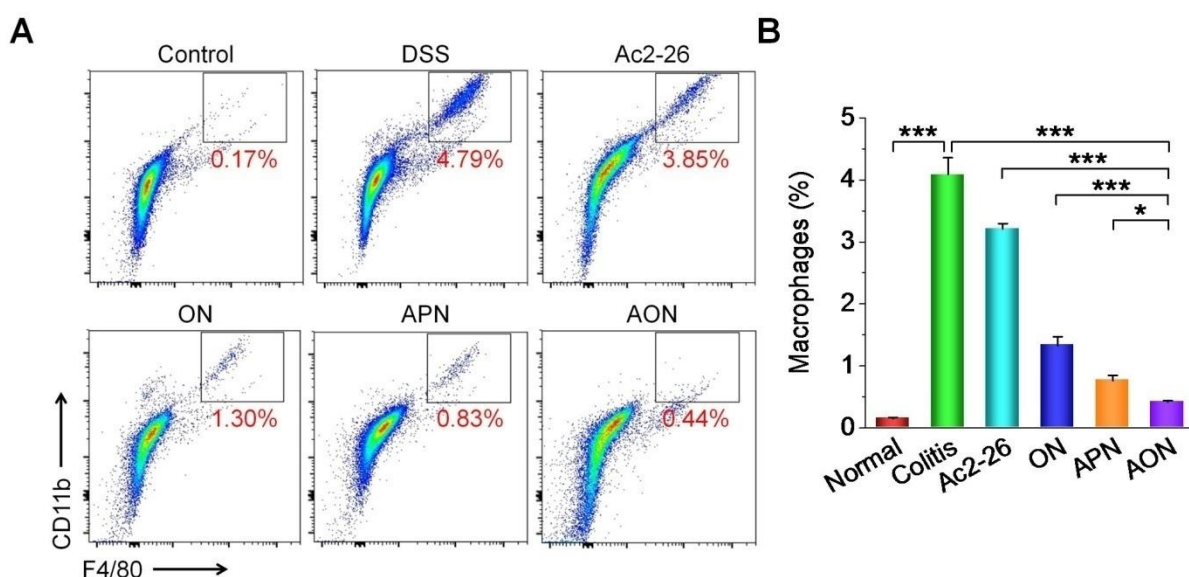 A
Control DSS Ac2-26
0.17% 4.79% 3.85%
ON APN AON
1.30% 0.83% 0.44%
CD11b
F4/80
B
*** ***
***
***
*
Macrophages (%)
5
4
3
2
1
0
Normal Colitis Ac2-26 ON APN AON